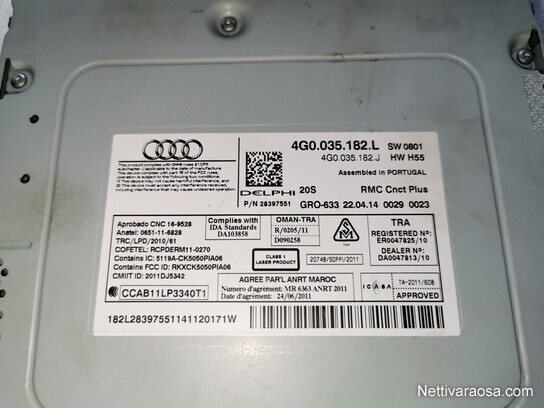 4G0.035.182.L SW 0801
4G0.035.182.J HW H55
Assembled in PORTUGAL
DELPHI 20S RMC Cnct Plus
P/N 28397551 GRO-633 22.04.14 0029 0023
Aprobado CNC 16-9528
Anatel: 0651-11-6828
TRC/LPD/2010/61
COFETEL: RCPDERM11-0270
Contains IC: 5119A-CK5050PIA06
Contains FCC ID: RKXCK5050PIA06
CMIIT ID: 2011DJ5342
CCAB11LP3340T1
Complies with
IDA Standards
DA103858
OMAN-TRA
R/0205/11
D090258
TRA
REGISTERED No:
ER0047825/10
DEALER No:
DA0047813/10
CLASS 1
LASER PRODUCT
20748/SDPPI/2011
AGREE PAR'L ANRT MAROC
Numéro d'agrément: MR 6363 ANRT 2011
Date d'agrément: 24/06/2011
ICASA
TA-2011/608
APPROVED
182L28397551141120171W
Nettivaraosa.com